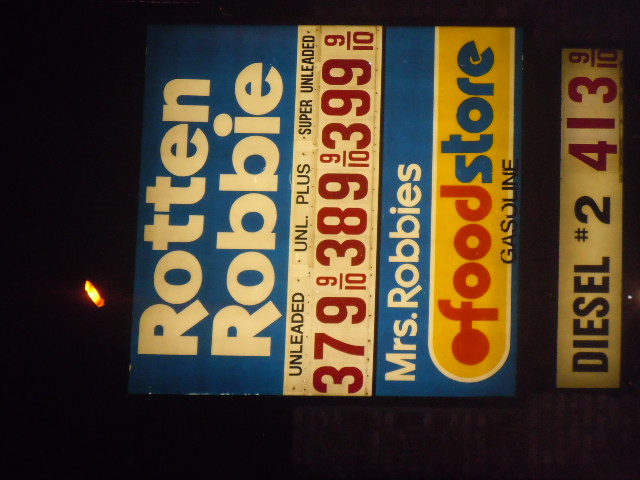 Rotten
Robbie
UNLEADED · UNL. PLUS · SUPER UNLEADED
379 9/10 389 9/10 399 9/10
Mrs. Robbies
foodstore
GASOLINE
DIESEL #2 413 9/10